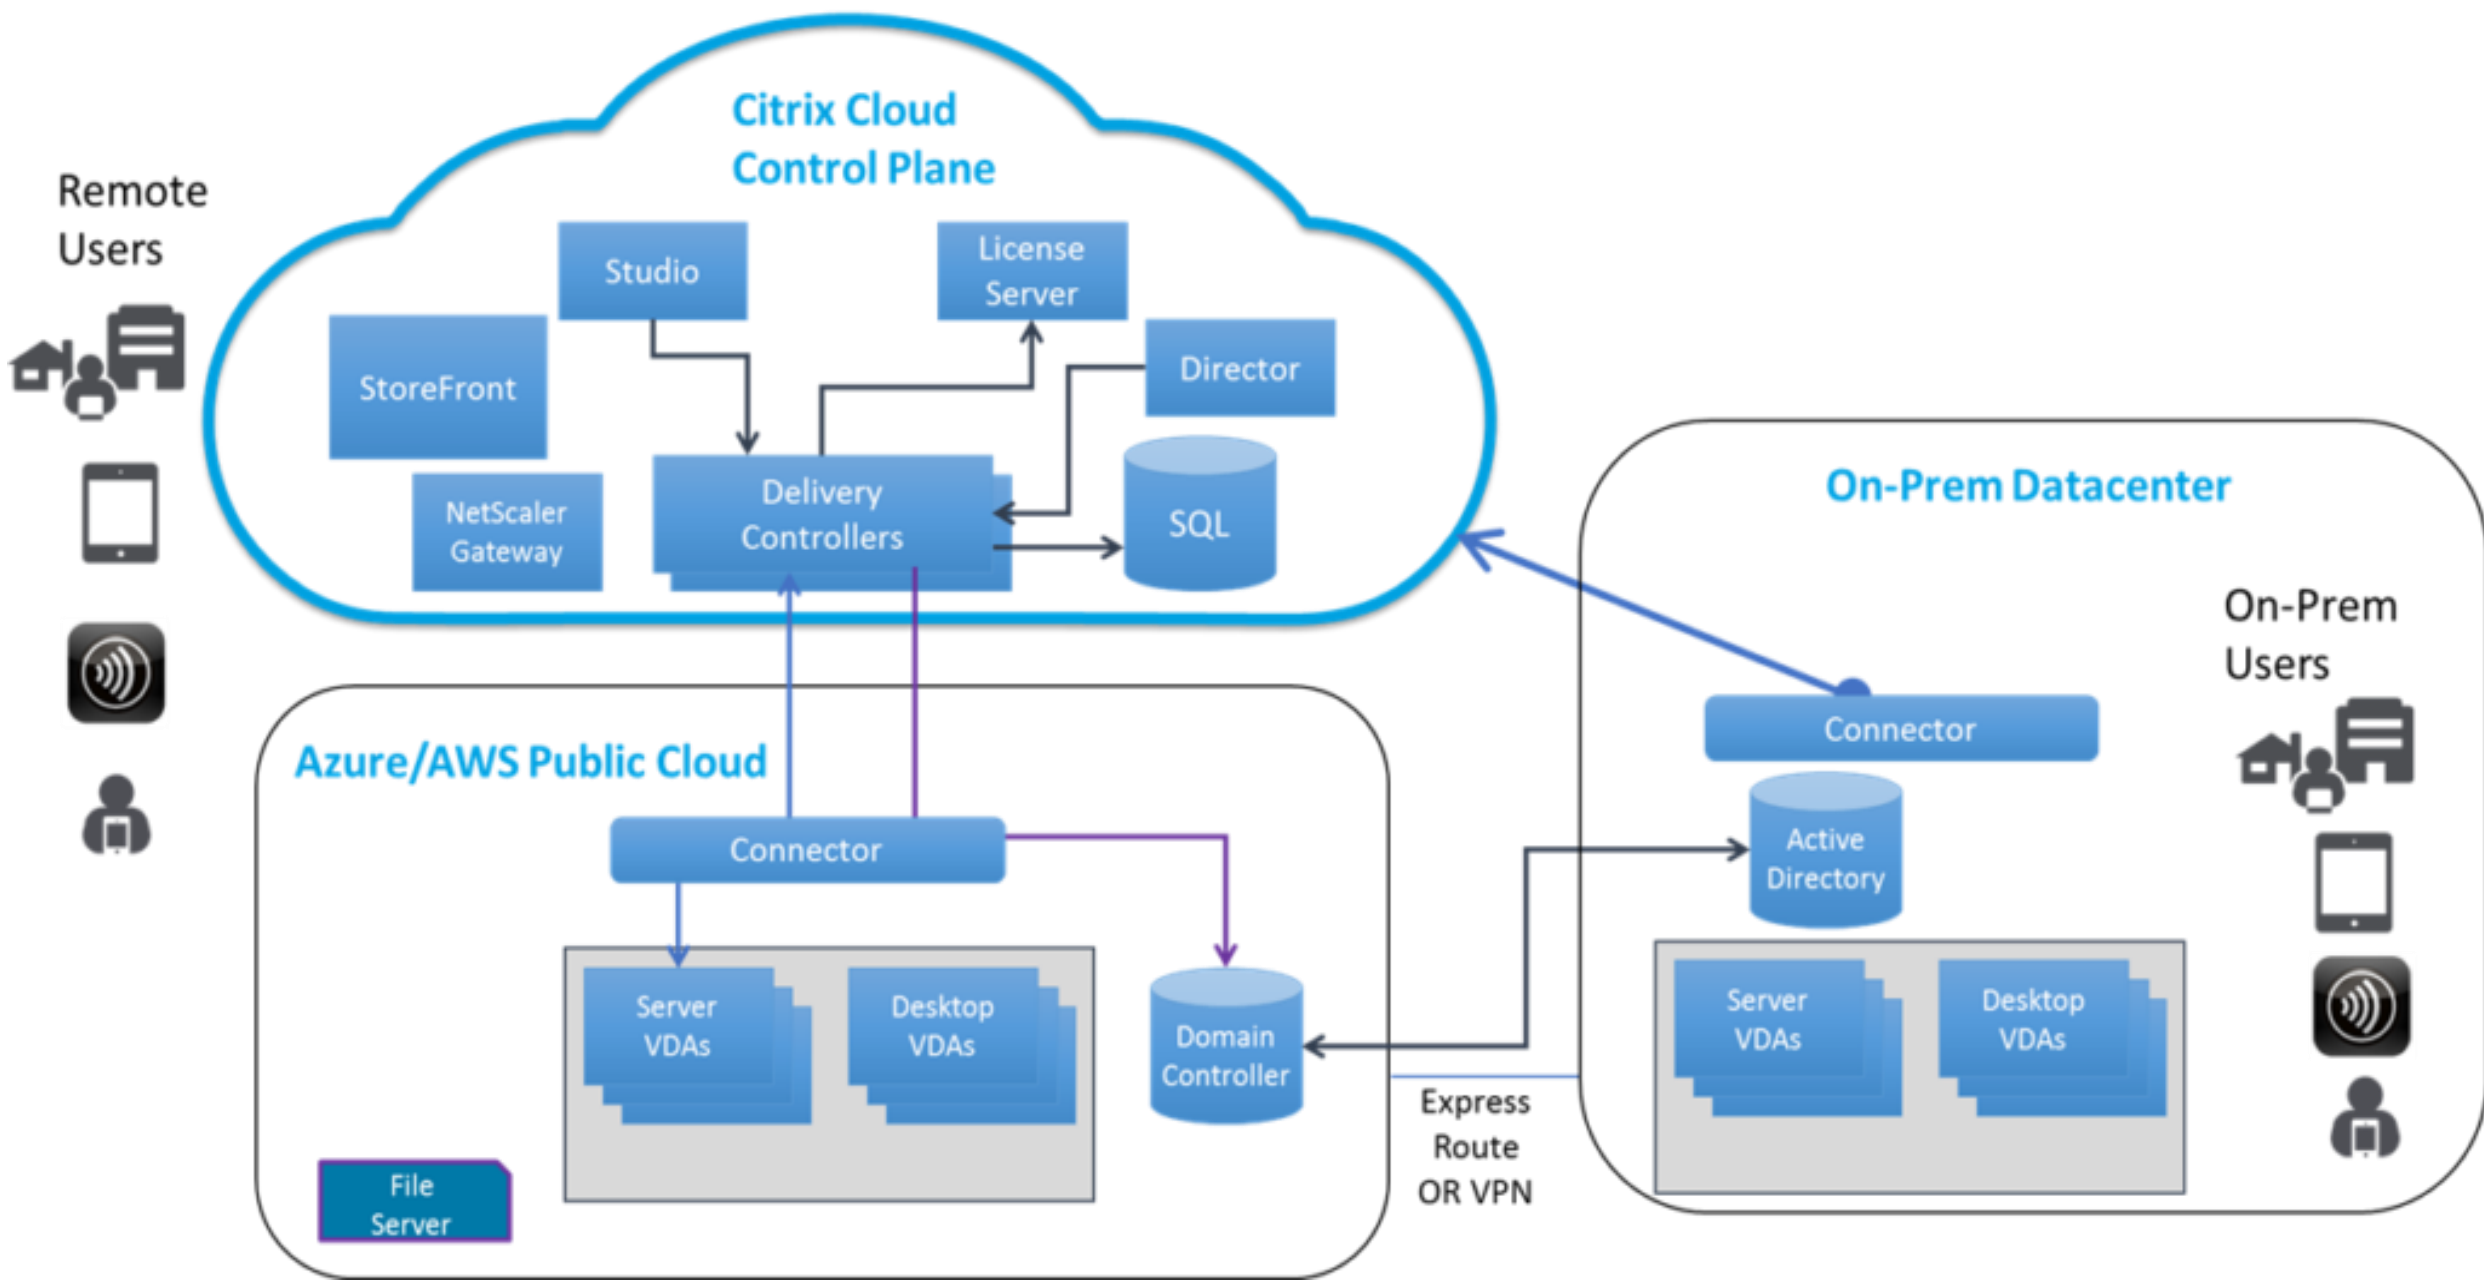 Citrix Cloud
Control Plane
Remote
Users
Studio
License
Server
StoreFront
Director
NetScaler
Gateway
Delivery
Controllers
SQL
On-Prem Datacenter
On-Prem
Users
Connector
Active
Directory
Server
VDAs
Desktop
VDAs
Azure/AWS Public Cloud
Connector
Server
VDAs
Desktop
VDAs
Domain
Controller
File
Server
Express
Route
OR VPN